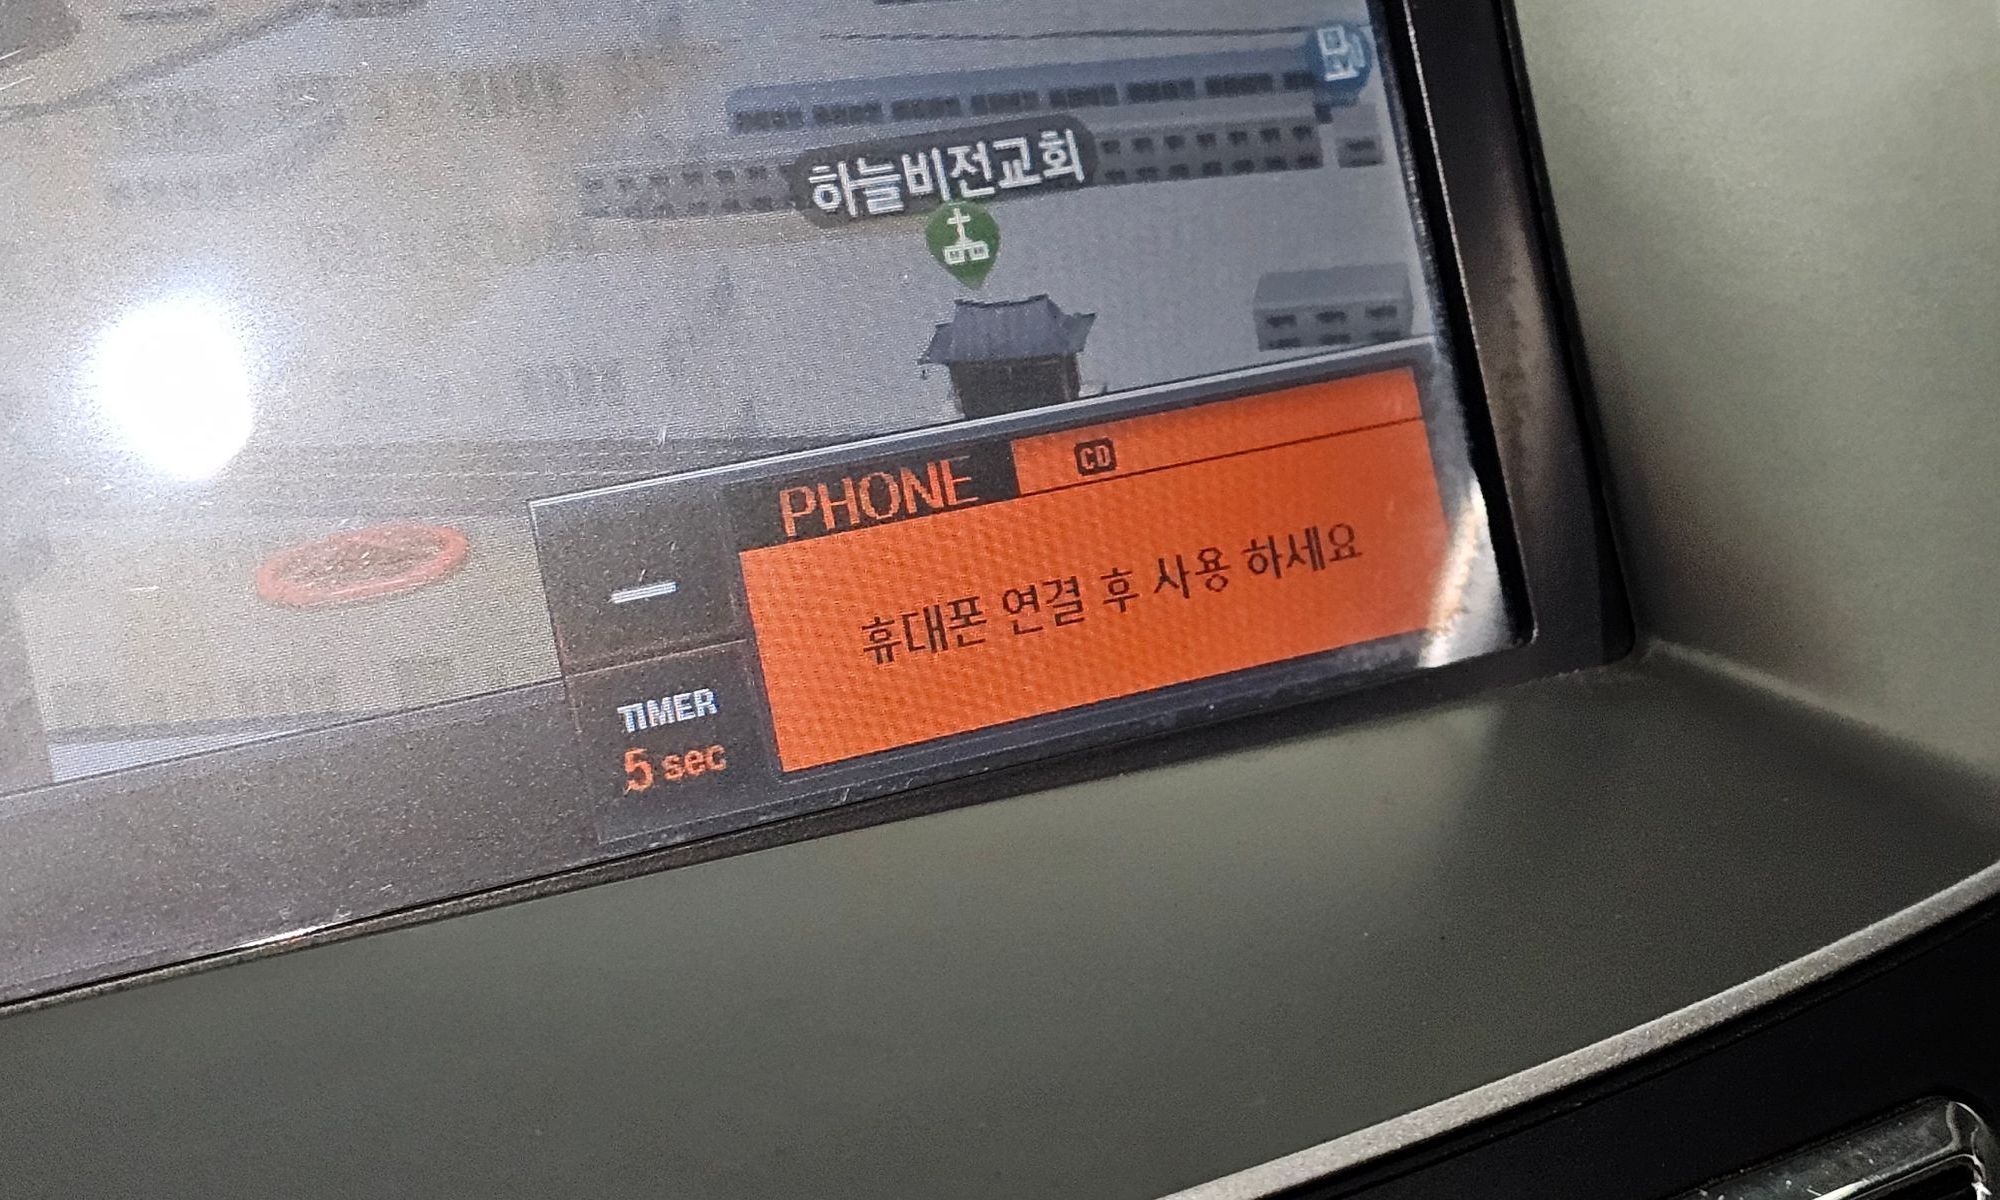 하늘비전교회
PHONE
CD
휴대폰 연결 후 사용 하세요
TIMER
5 sec